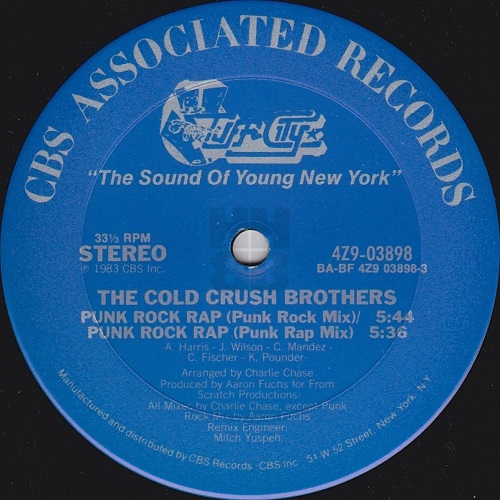 CBS ASSOCIATED RECORDS
Tuff City
"The Sound Of Young New York"
33⅓ RPM
STEREO
℗ 1983 CBS Inc.
4Z9-03898
BA-BF 4Z9 03898-3
THE COLD CRUSH BROTHERS
PUNK ROCK RAP (Punk Rock Mix)/ 5:44
PUNK ROCK RAP (Punk Rap Mix) 5:36
A. Harris - J. Wilson - C. Mandez -
C. Fischer - K. Pounder-
Arranged by Charlie Chase
Produced by Aaron Fuchs for From
Scratch Productions-
All Mixes by Charlie Chase, except Punk
Rock Mix by Aaron Fuchs
Remix Engineer:
Mitch Yuspeh
Manufactured and distributed by CBS Records CBS Inc 51 W 52 Street, New York, N.Y.